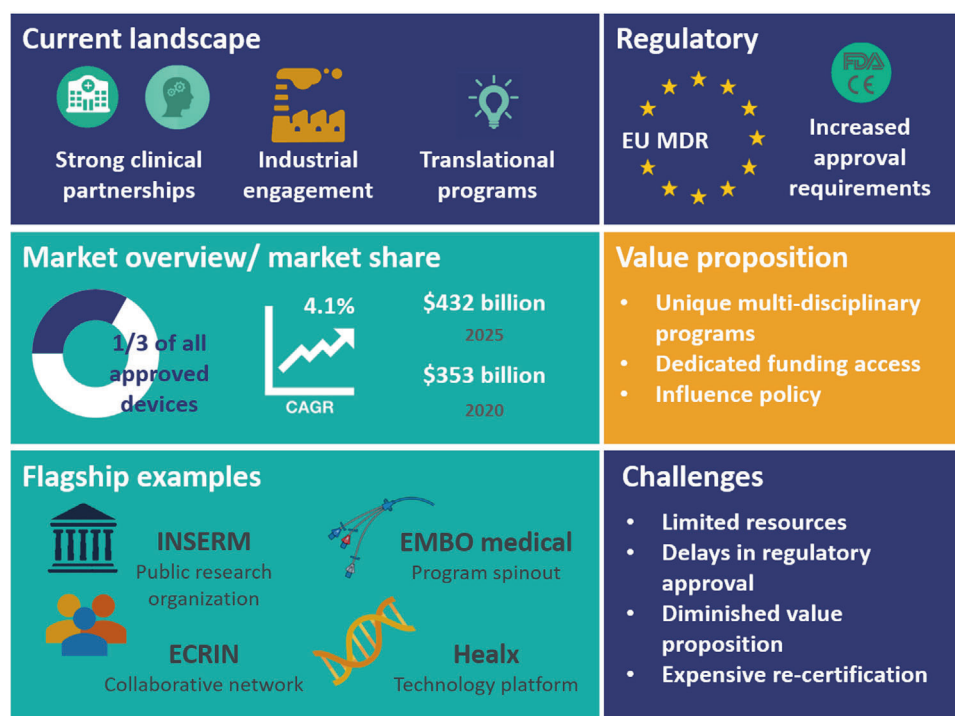 Current landscape
Strong clinical
partnerships
Industrial
engagement
Translational
programs
Regulatory
EU MDR
FDA
CE
Increased
approval
requirements
Market overview/ market share
1/3 of all
approved
devices
4.1%
CAGR
$432 billion
2025
$353 billion
2020
Value proposition
• Unique multi-disciplinary
programs
• Dedicated funding access
• Influence policy
Flagship examples
INSERM
Public research
organization
EMBO medical
Program spinout
ECRIN
Collaborative network
Healx
Technology platform
Challenges
• Limited resources
• Delays in regulatory
approval
• Diminished value
proposition
• Expensive re-certification